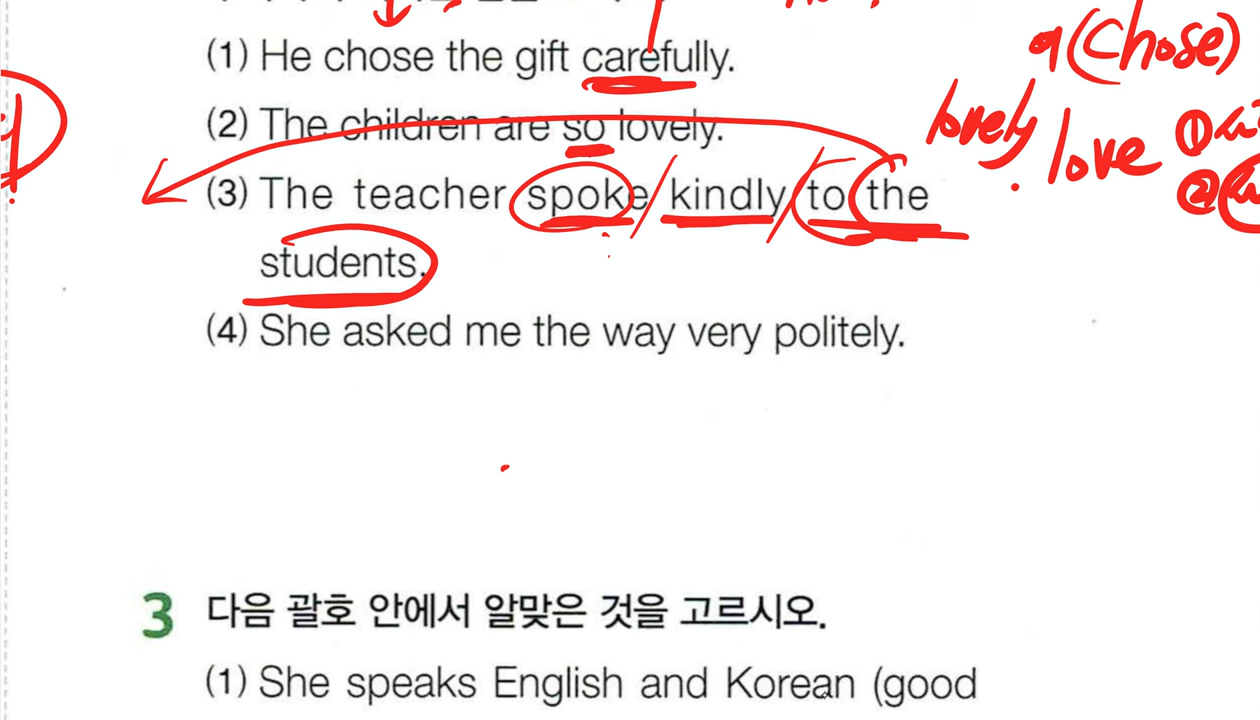 (1) He chose the gift carefully.
(chose)
(2) The children are so lovely.
lovely
love ①
②
(3) The teacher spoke kindly to the
students.
(4) She asked me the way very politely.
3 다음 괄호 안에서 알맞은 것을 고르시오.
(1) She speaks English and Korean (good